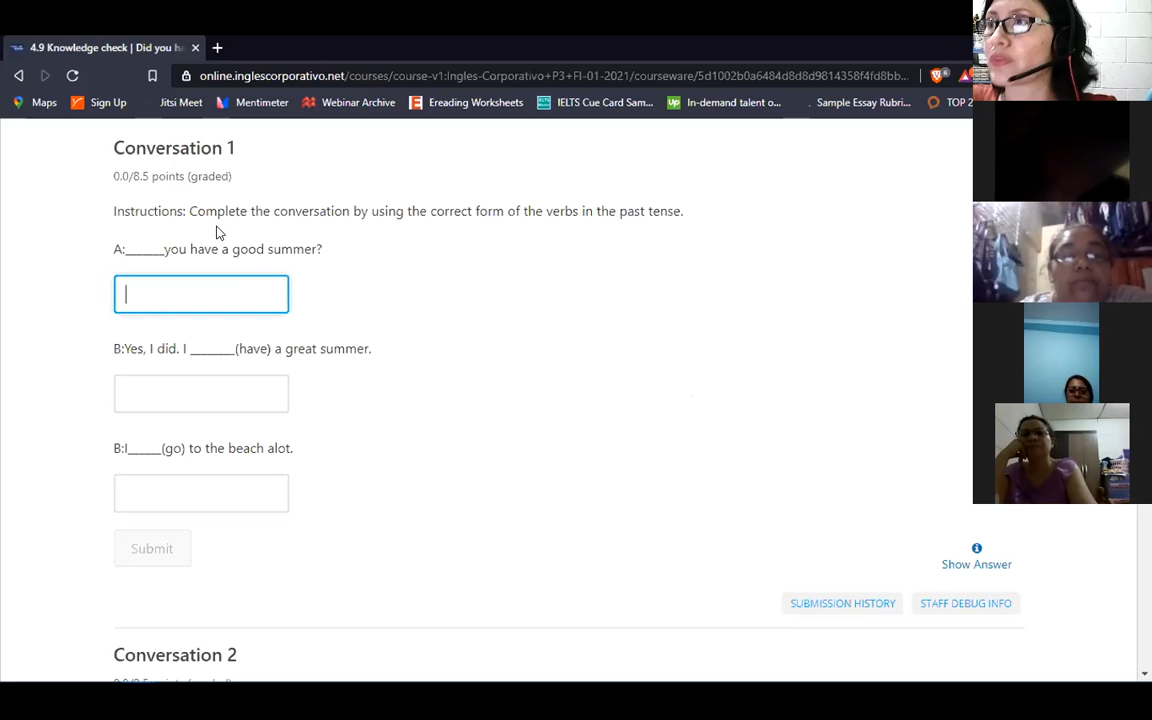 4.9 Knowledge check | Did you ha
online.inglescorporativo.net/courses/course-v1:Ingles-Corporativo+P3+FI-01-2021/courseware/5d1002b0a6484d8d8d9814358f4fd8bb...
6
Maps Sign Up Jitsi Meet Mentimeter Webinar Archive Ereading Worksheets IELTS Cue Card Sam... In-demand talent o... Sample Essay Rubri... TOP 2
Conversation 1
0.0/8.5 points (graded)
Instructions: Complete the conversation by using the correct form of the verbs in the past tense.
A:______you have a good summer?
B:Yes, I did. I _______(have) a great summer.
B:I_____(go) to the beach alot.
Submit
Show Answer
SUBMISSION HISTORY STAFF DEBUG INFO
Conversation 2